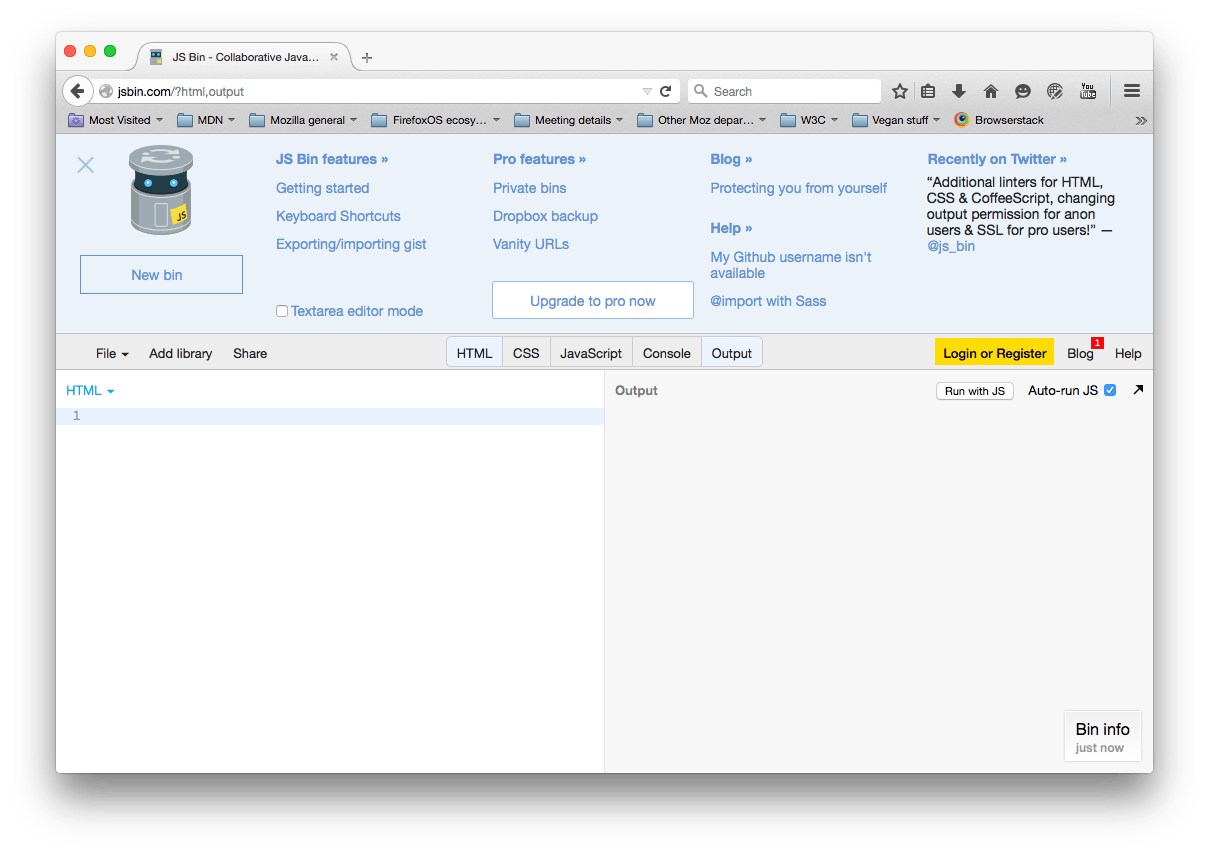 JS Bin - Collaborative Java…
jsbin.com/?html,output
Search
You
Tube
Most Visited
MDN
Mozilla general
FirefoxOS ecosy…
Meeting details
Other Moz depar…
W3C
Vegan stuff
Browserstack
JS
New bin
JS Bin features »
Getting started
Keyboard Shortcuts
Exporting/importing gist
Textarea editor mode
Pro features »
Private bins
Dropbox backup
Vanity URLs
Upgrade to pro now
Blog »
Protecting you from yourself
Help »
My Github username isn't
available
@import with Sass
Recently on Twitter »
“Additional linters for HTML,
CSS & CoffeeScript, changing
output permission for anon
users & SSL for pro users!” —
@js_bin
File
Add library
Share
HTML
CSS
JavaScript
Console
Output
Login or Register
Blog
1
Help
HTML
1
Output
Run with JS
Auto-run JS
Bin info
just now